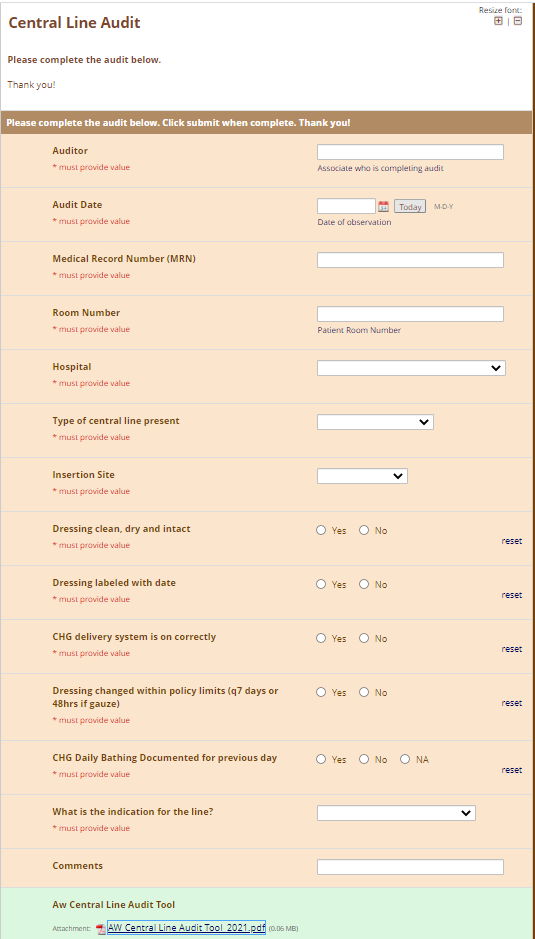 Resize font:
Central Line Audit
Please complete the audit below.
Thank you!
Please complete the audit below. Click submit when complete. Thank you!
Auditor
* must provide value
Associate who is completing audit
Audit Date
* must provide value
Today M-D-Y
Date of observation
Medical Record Number (MRN)
* must provide value
Room Number
* must provide value
Patient Room Number
Hospital
* must provide value
Type of central line present
* must provide value
Insertion Site
* must provide value
Dressing clean, dry and intact
* must provide value
Yes No
reset
Dressing labeled with date
* must provide value
Yes No
reset
CHG delivery system is on correctly
* must provide value
Yes No
reset
Dressing changed within policy limits (q7 days or
48hrs if gauze)
* must provide value
Yes No
reset
CHG Daily Bathing Documented for previous day
* must provide value
Yes No NA
reset
What is the indication for the line?
* must provide value
Comments
Aw Central Line Audit Tool
Attachment: AW Central Line Audit Tool 2021.pdf (0.06 MB)